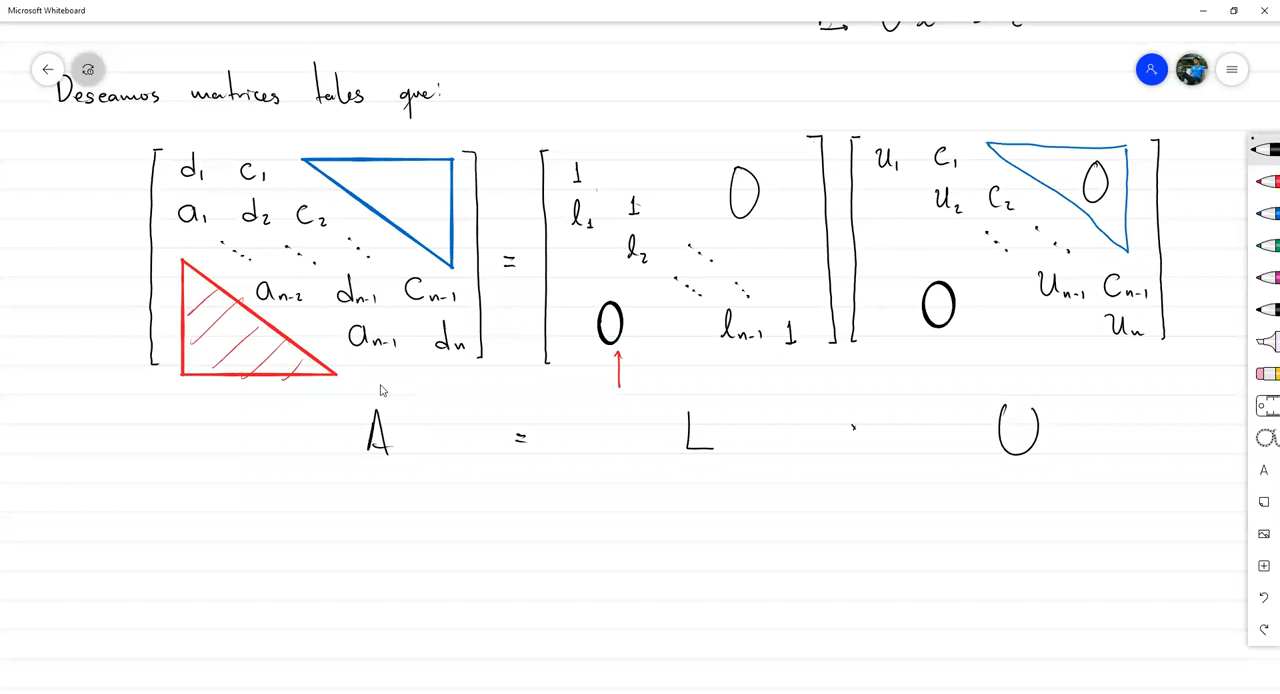 Microsoft Whiteboard
Deseamos matrices tales que:
d₁ c₁
a₁ d₂ c₂
⋱ ⋱ ⋱
aₙ₋₂ dₙ₋₁ cₙ₋₁
aₙ₋₁ dₙ
=
1 0
l₁ 1
l₂ ⋱
⋱ ⋱
0 lₙ₋₁ 1
u₁ c₁ 0
u₂ c₂
⋱ ⋱
0 uₙ₋₁ cₙ₋₁
uₙ
A = L · U
A